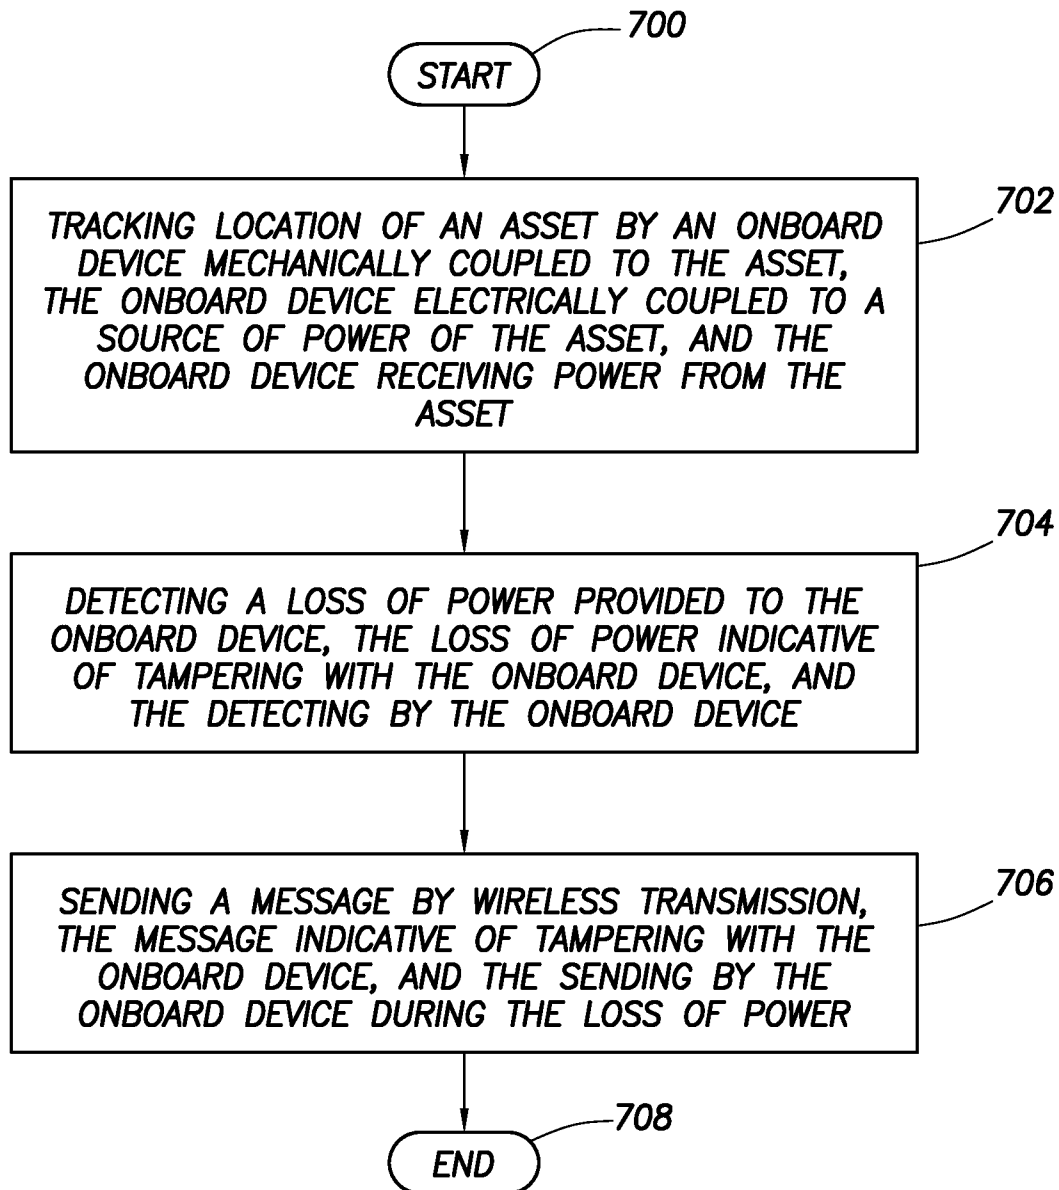 700
START
702
TRACKING LOCATION OF AN ASSET BY AN ONBOARD
DEVICE MECHANICALLY COUPLED TO THE ASSET,
THE ONBOARD DEVICE ELECTRICALLY COUPLED TO A
SOURCE OF POWER OF THE ASSET, AND THE
ONBOARD DEVICE RECEIVING POWER FROM THE
ASSET
704
DETECTING A LOSS OF POWER PROVIDED TO THE
ONBOARD DEVICE, THE LOSS OF POWER INDICATIVE
OF TAMPERING WITH THE ONBOARD DEVICE, AND
THE DETECTING BY THE ONBOARD DEVICE
706
SENDING A MESSAGE BY WIRELESS TRANSMISSION,
THE MESSAGE INDICATIVE OF TAMPERING WITH THE
ONBOARD DEVICE, AND THE SENDING BY THE
ONBOARD DEVICE DURING THE LOSS OF POWER
708
END